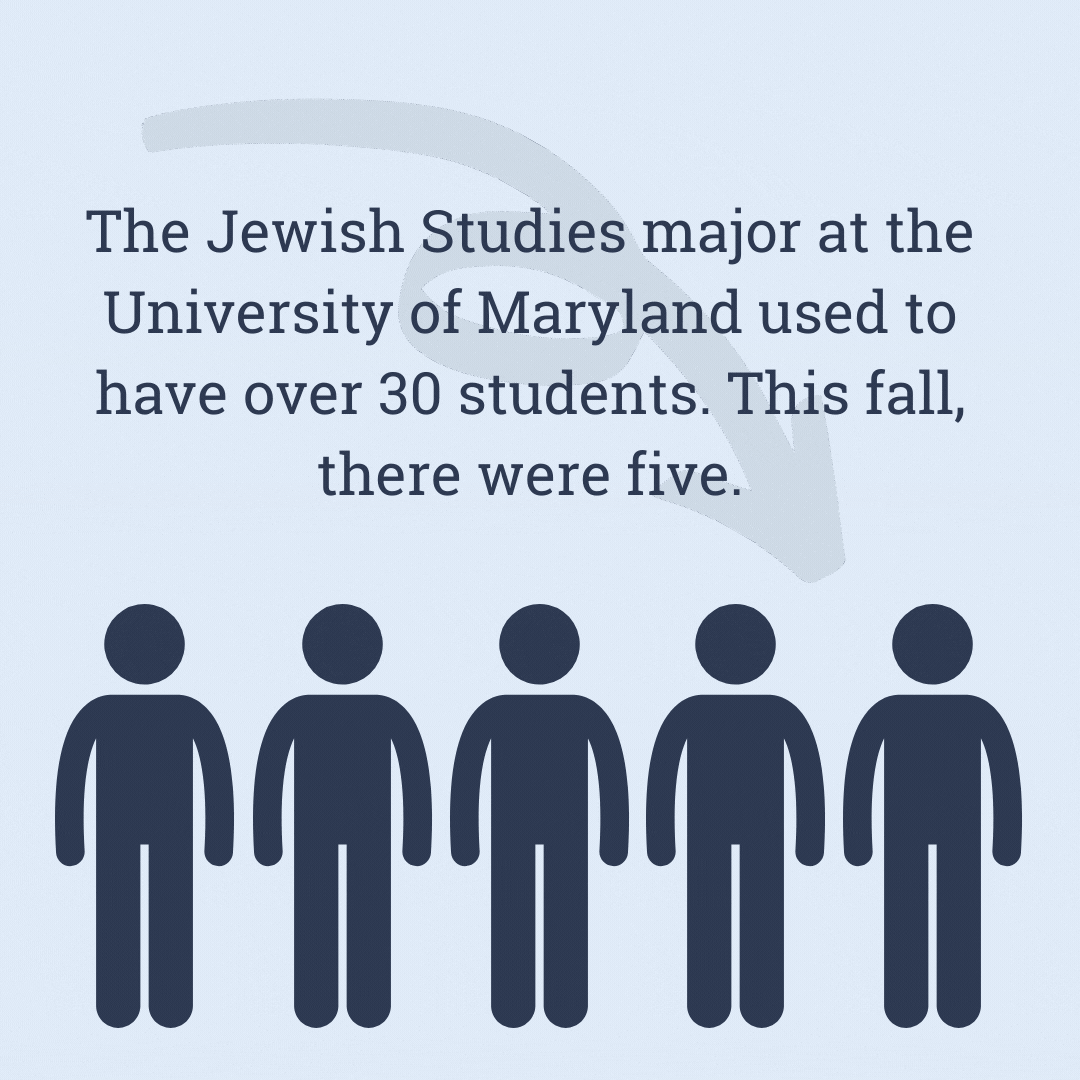 The Jewish Studies major at the
University of Maryland used to
have over 30 students. This fall,
there were five.